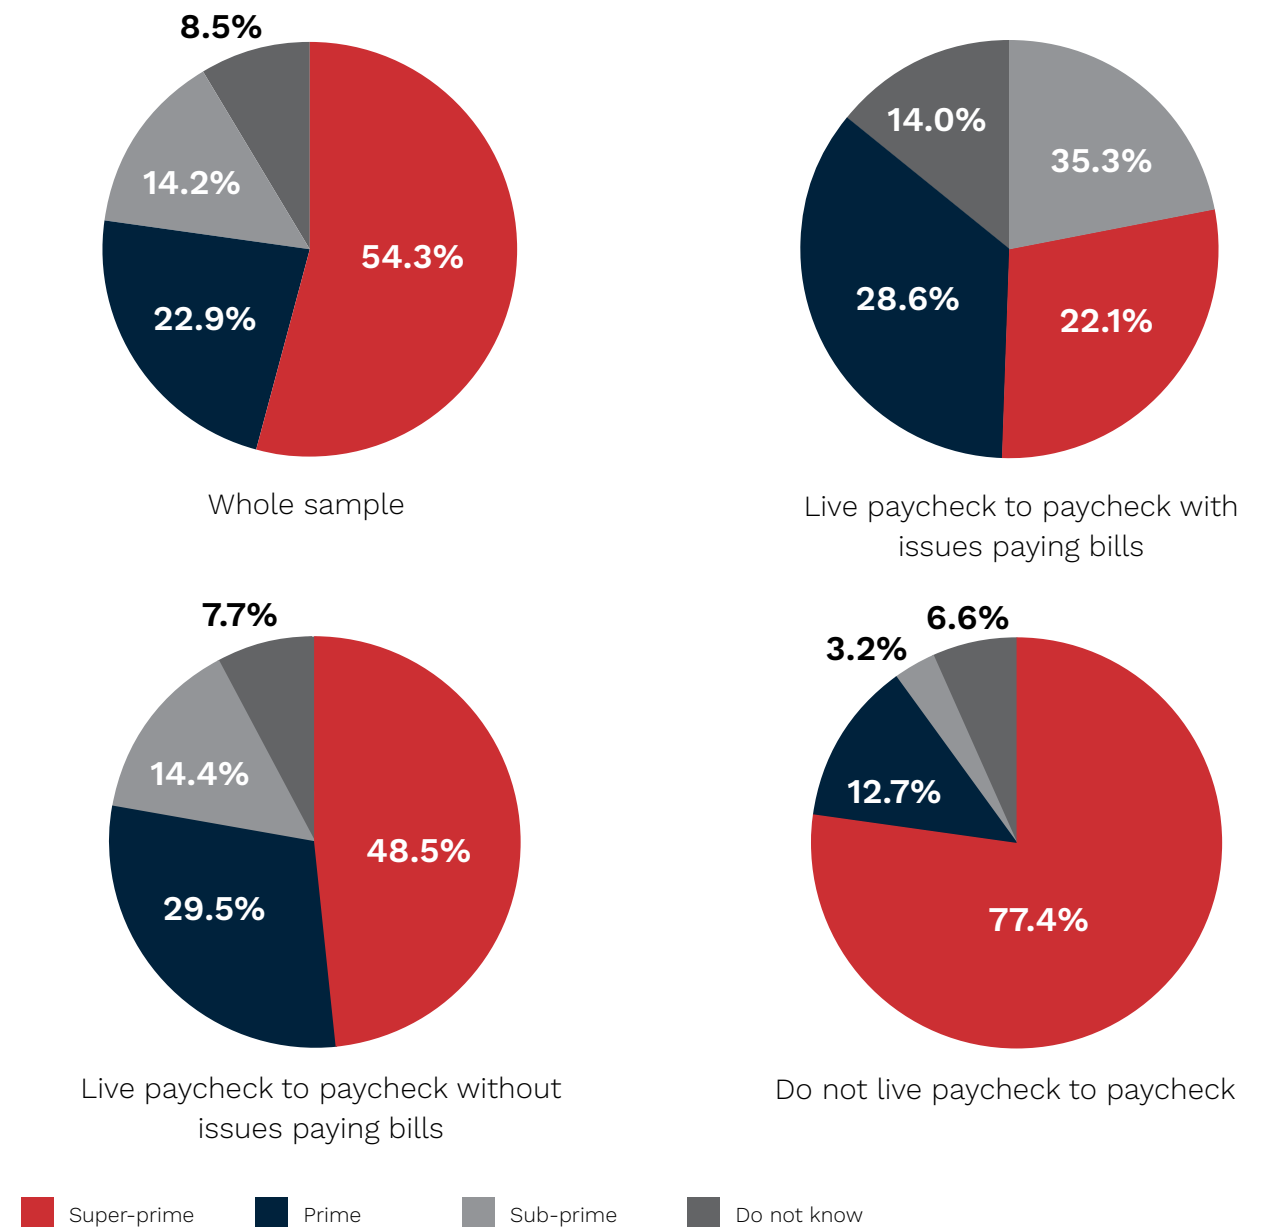 8.5%
14.2%
54.3%
22.9%
Whole sample
14.0%
35.3%
28.6%
22.1%
Live paycheck to paycheck with
issues paying bills
7.7%
14.4%
48.5%
29.5%
Live paycheck to paycheck without
issues paying bills
6.6%
3.2%
12.7%
77.4%
Do not live paycheck to paycheck
Super-prime
Prime
Sub-prime
Do not know